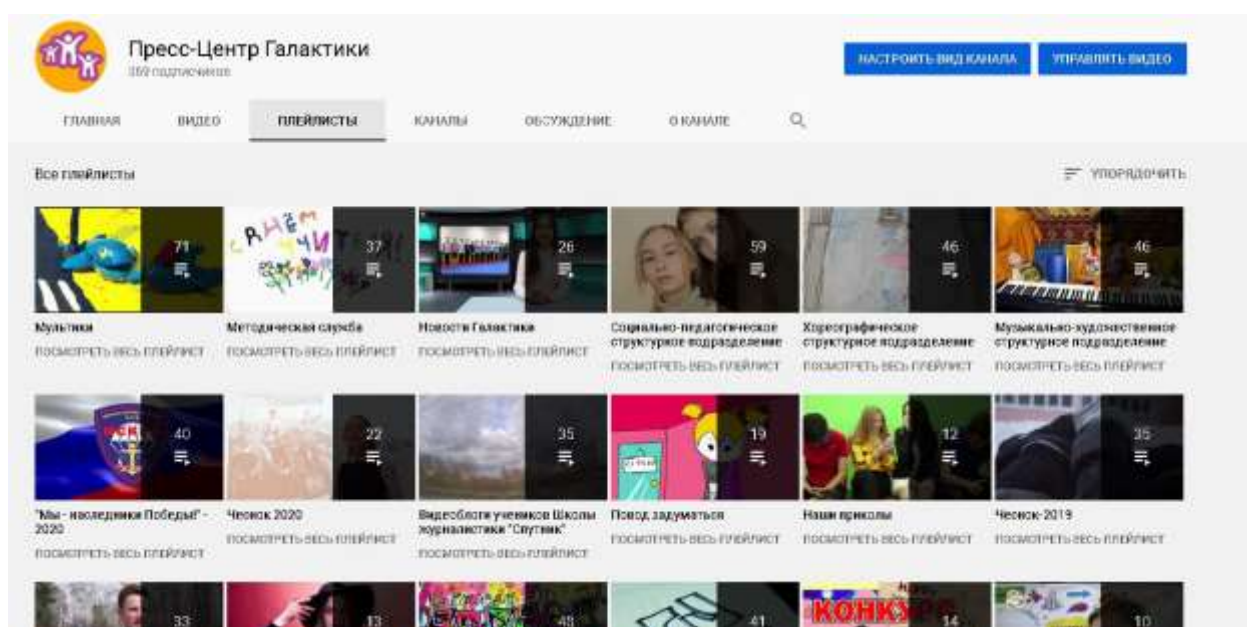 Пресс-Центр Галактики
369 подписчиков
НАСТРОИТЬ ВИД КАНАЛА
УПРАВЛЯТЬ ВИДЕО
ГЛАВНАЯ ВИДЕО ПЛЕЙЛИСТЫ КАНАЛЫ ОБСУЖДЕНИЕ О КАНАЛЕ
Все плейлисты
УПОРЯДОЧИТЬ
71
37
26
59
46
46
Мультики
ПОСМОТРЕТЬ ВЕСЬ ПЛЕЙЛИСТ
Методическая служба
ПОСМОТРЕТЬ ВЕСЬ ПЛЕЙЛИСТ
Новости Галактики
ПОСМОТРЕТЬ ВЕСЬ ПЛЕЙЛИСТ
Социально-педагогическое
структурное подразделение
ПОСМОТРЕТЬ ВЕСЬ ПЛЕЙЛИСТ
Хореографическое
структурное подразделение
ПОСМОТРЕТЬ ВЕСЬ ПЛЕЙЛИСТ
Музыкально-художественное
структурное подразделение
ПОСМОТРЕТЬ ВЕСЬ ПЛЕЙЛИСТ
40
22
35
19
12
35
"Мы - наследники Победы!" -
2020
ПОСМОТРЕТЬ ВЕСЬ ПЛЕЙЛИСТ
Чеснок 2020
ПОСМОТРЕТЬ ВЕСЬ ПЛЕЙЛИСТ
Видеоблоги учеников Школы
журналистики "Спутник"
ПОСМОТРЕТЬ ВЕСЬ ПЛЕЙЛИСТ
Повод задуматься
ПОСМОТРЕТЬ ВЕСЬ ПЛЕЙЛИСТ
Наши приколы
ПОСМОТРЕТЬ ВЕСЬ ПЛЕЙЛИСТ
Чеснок-2019
ПОСМОТРЕТЬ ВЕСЬ ПЛЕЙЛИСТ
33
13
48
41
14
10